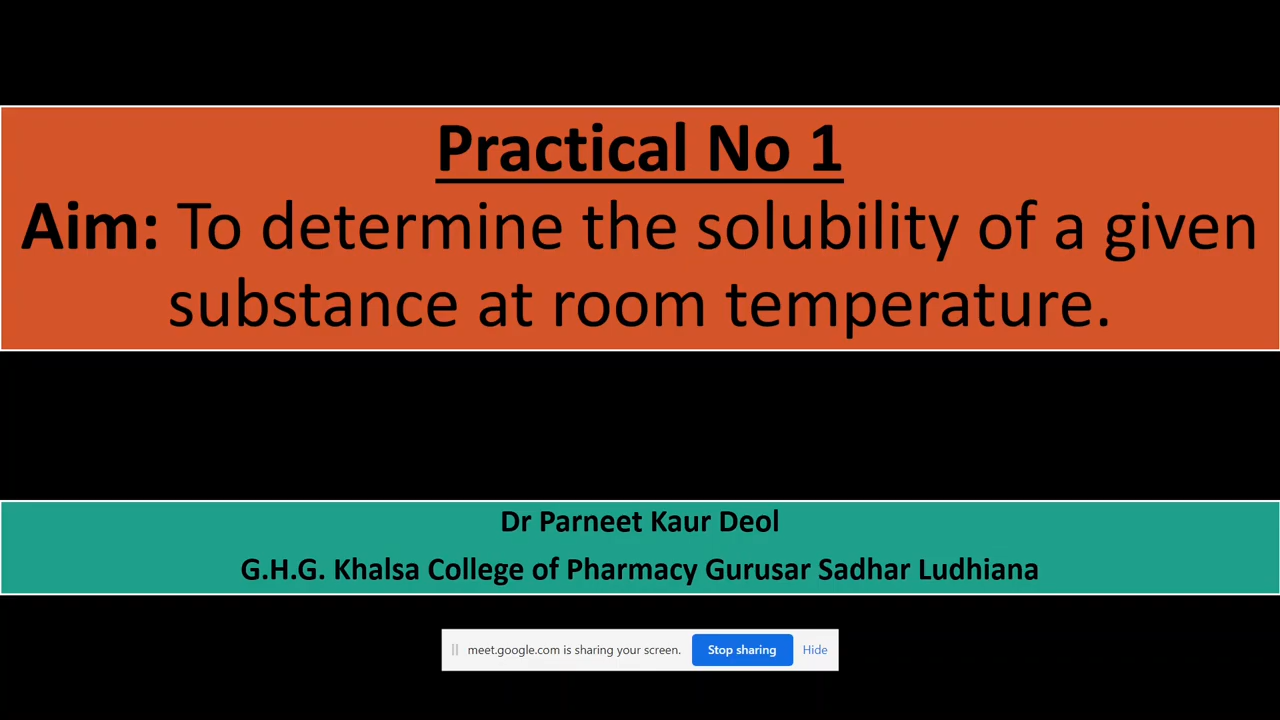 Practical No 1
Aim: To determine the solubility of a given
substance at room temperature.
Dr Parneet Kaur Deol
G.H.G. Khalsa College of Pharmacy Gurusar Sadhar Ludhiana
meet.google.com is sharing your screen. Stop sharing Hide